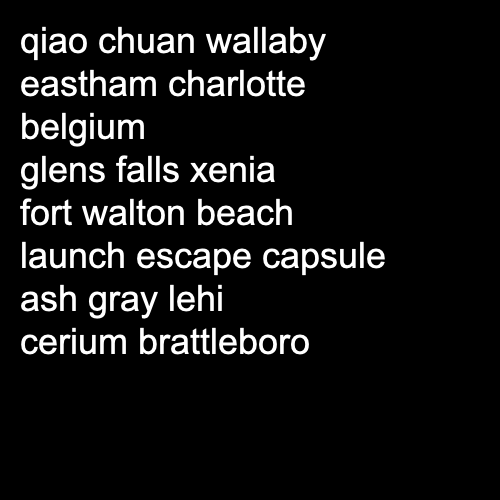 qiao chuan wallaby
eastham charlotte
belgium
glens falls xenia
fort walton beach
launch escape capsule
ash gray lehi
cerium brattleboro